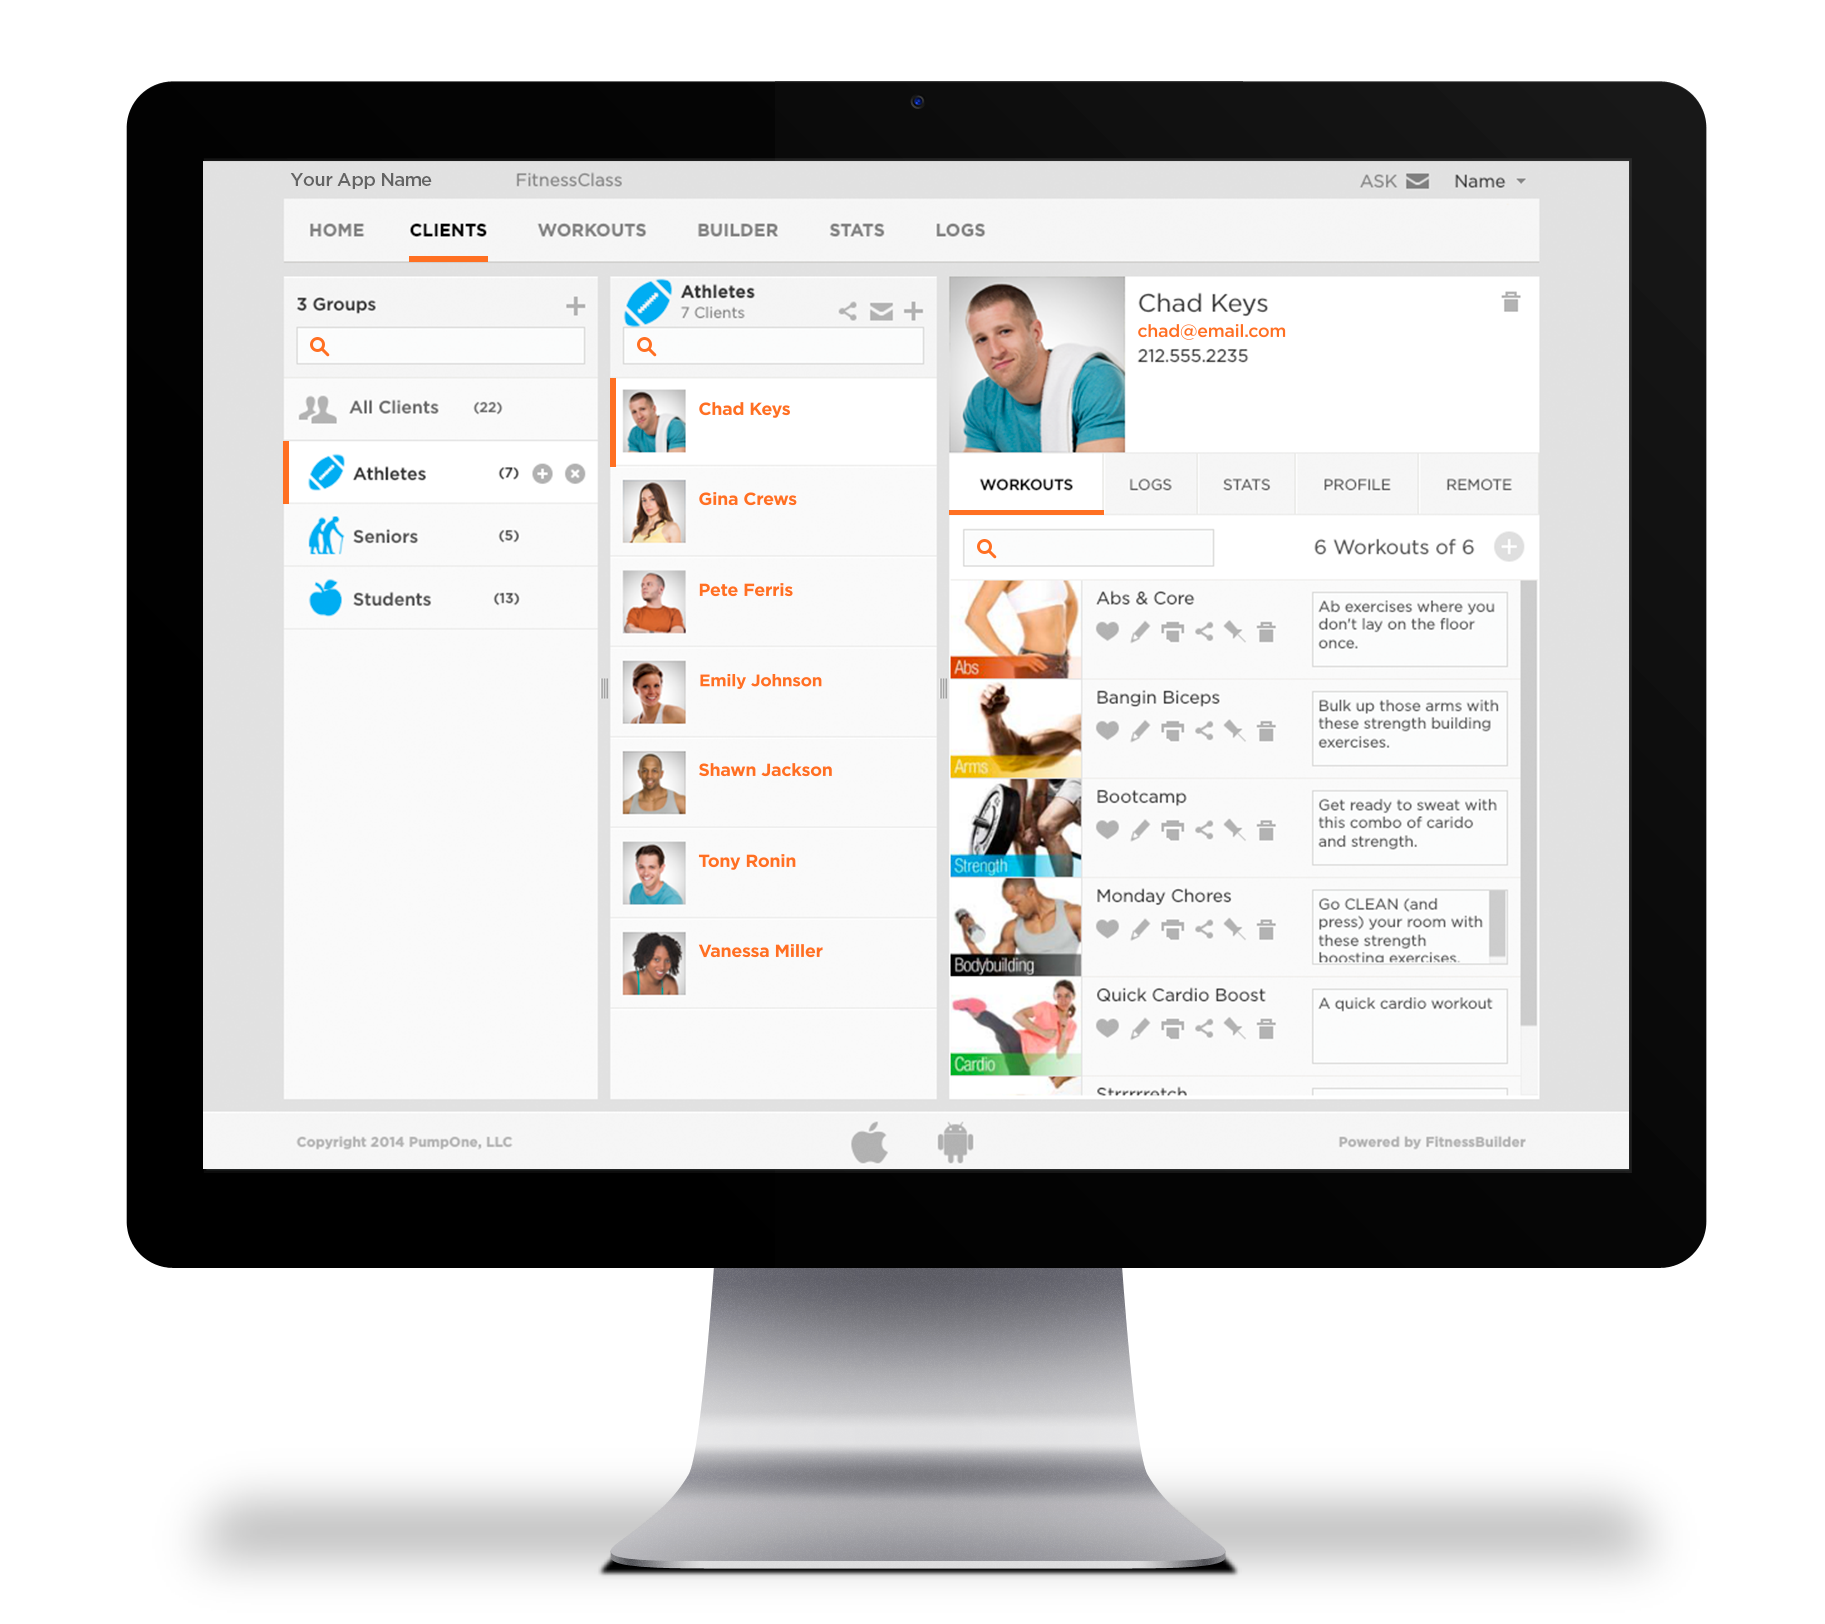 Your App Name
FitnessClass
ASK
Name
HOME
CLIENTS
WORKOUTS
BUILDER
STATS
LOGS
3 Groups
All Clients (22)
Athletes (7)
Seniors (5)
Students (13)
Athletes
7 Clients
Chad Keys
Gina Crews
Pete Ferris
Emily Johnson
Shawn Jackson
Tony Ronin
Vanessa Miller
Chad Keys
chad@email.com
212.555.2235
WORKOUTS
LOGS
STATS
PROFILE
REMOTE
6 Workouts of 6
Abs
Abs & Core
Ab exercises where you
don't lay on the floor
once.
Arms
Bangin Biceps
Bulk up those arms with
these strength building
exercises.
Strength
Bootcamp
Get ready to sweat with
this combo of carido
and strength.
Bodybuilding
Monday Chores
Go CLEAN (and
press) your room with
these strength
boosting exercises.
Cardio
Quick Cardio Boost
A quick cardio workout
Strrrrretch
Copyright 2014 PumpOne, LLC
Powered by FitnessBuilder